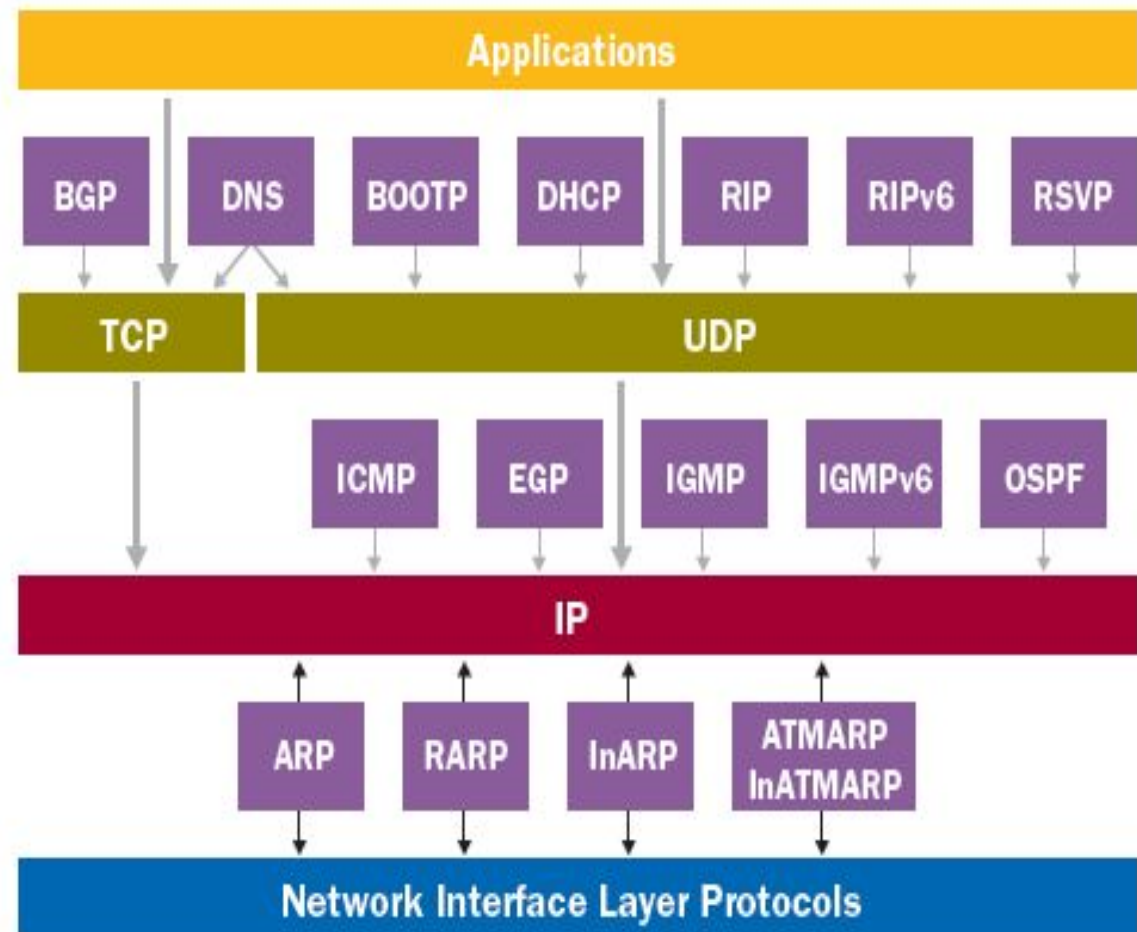 Applications
BGP
DNS
BOOTP
DHCP
RIP
RIPv6
RSVP
TCP
UDP
ICMP
EGP
IGMP
IGMPv6
OSPF
IP
ARP
RARP
InARP
ATMARP
InATMARP
Network Interface Layer Protocols